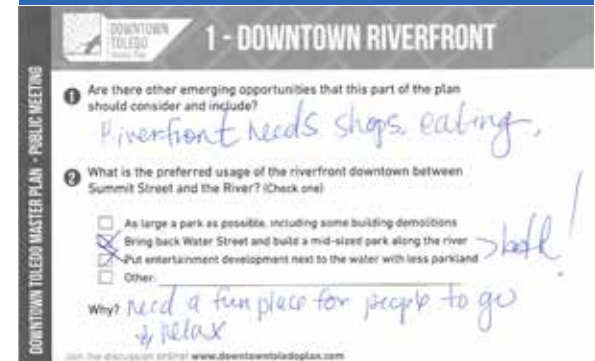 DOWNTOWN
TOLEDO
Master Plan
1 - DOWNTOWN RIVERFRONT
DOWNTOWN TOLEDO MASTER PLAN - PUBLIC MEETING
1 Are there other emerging opportunities that this part of the plan
should consider and include?
Riverfront needs shops, eating,
2 What is the preferred usage of the riverfront downtown between
Summit Street and the River? (Check one)
As large a park as possible, including some building demolitions
Bring back Water Street and build a mid-sized park along the river
Put entertainment development next to the water with less parkland
> both!
Other:
Why? Need a fun place for people to go
& relax
Join the discussion online! www.downtowntoledoplan.com